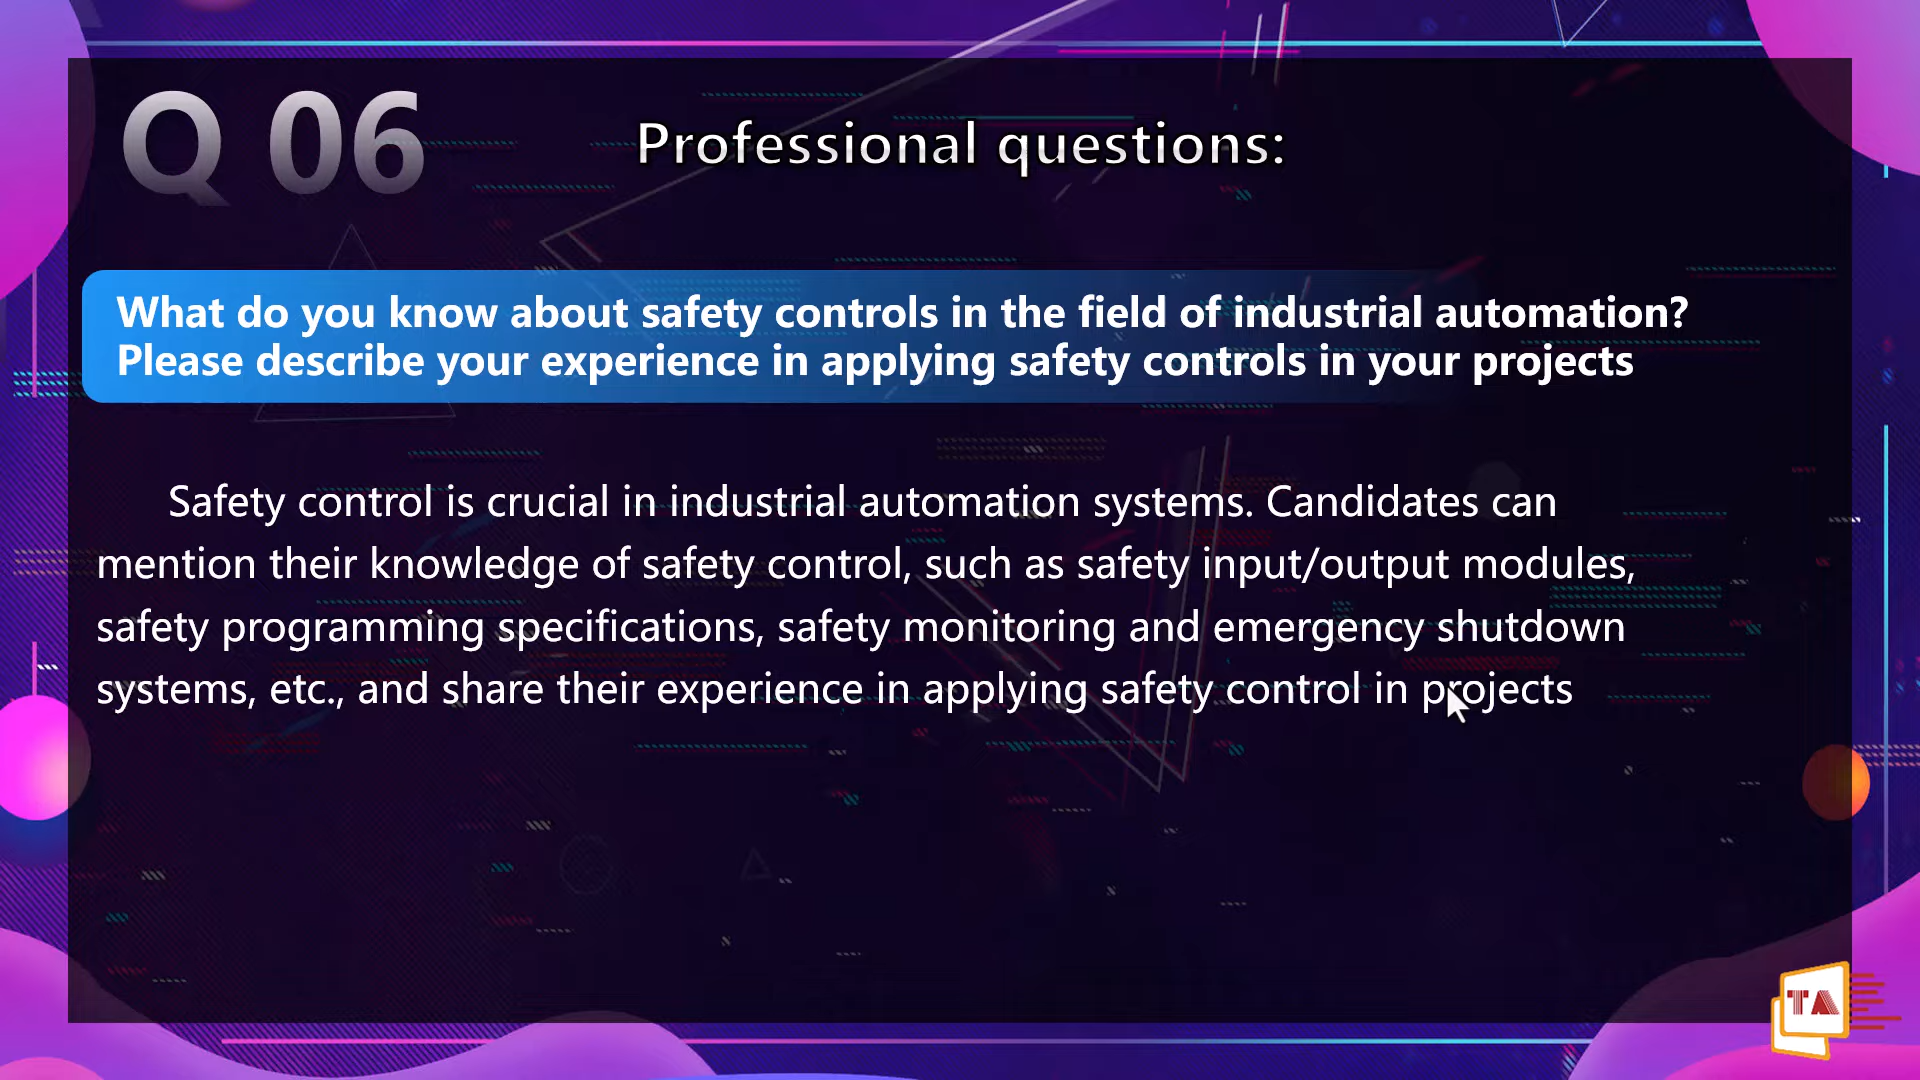 Q 06
Professional questions:
What do you know about safety controls in the field of industrial automation?
Please describe your experience in applying safety controls in your projects
Safety control is crucial in industrial automation systems. Candidates can
mention their knowledge of safety control, such as safety input/output modules,
safety programming specifications, safety monitoring and emergency shutdown
systems, etc., and share their experience in applying safety control in projects
TA